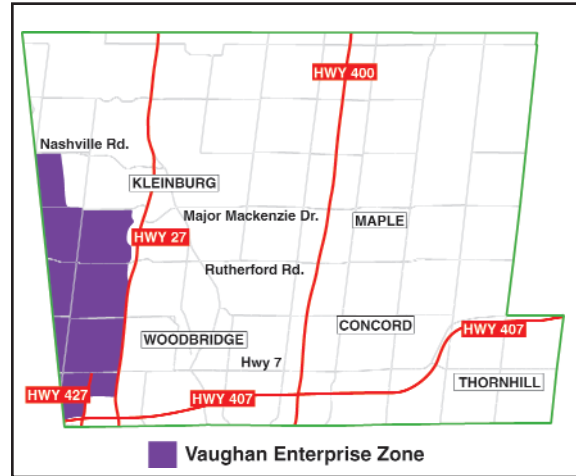 HWY 400
Nashville Rd.
KLEINBURG
Major Mackenzie Dr.
MAPLE
HWY 27
Rutherford Rd.
CONCORD
HWY 407
WOODBRIDGE
Hwy 7
THORNHILL
HWY 427
HWY 407
Vaughan Enterprise Zone